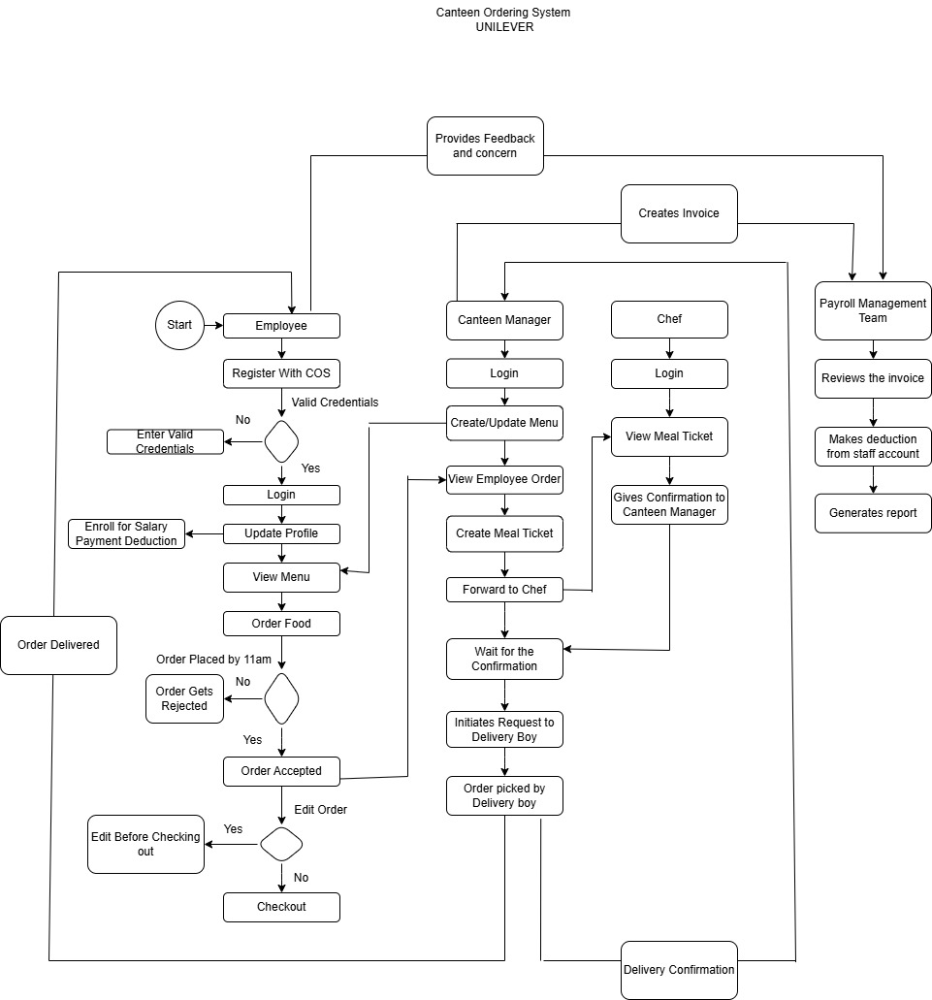 Canteen Ordering System
UNILEVER
Provides Feedback
and concern
Creates Invoice
Start
Employee
Register With COS
Valid Credentials
No
Enter Valid
Credentials
Yes
Login
Enroll for Salary
Payment Deduction
Update Profile
View Menu
Order Food
Order Delivered
Order Placed by 11am
No
Order Gets
Rejected
Yes
Order Accepted
Edit Order
Yes
Edit Before Checking
out
No
Checkout
Canteen Manager
Login
Create/Update Menu
View Employee Order
Create Meal Ticket
Forward to Chef
Wait for the
Confirmation
Initiates Request to
Delivery Boy
Order picked by
Delivery boy
Chef
Login
View Meal Ticket
Gives Confirmation to
Canteen Manager
Delivery Confirmation
Payroll Management
Team
Reviews the invoice
Makes deduction
from staff account
Generates report